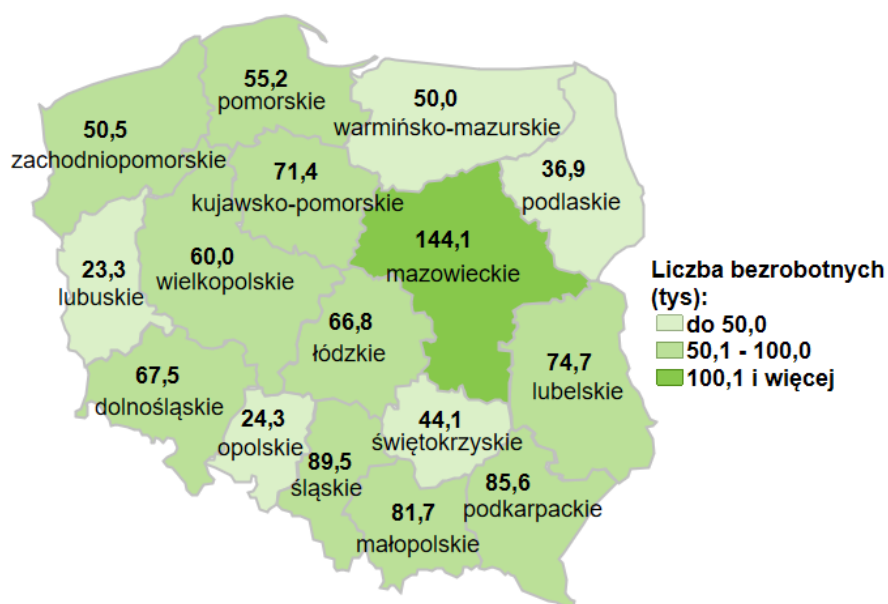 55,2
pomorskie
50,0
warmińsko-mazurskie
50,5
zachodniopomorskie
71,4
kujawsko-pomorskie
36,9
podlaskie
144,1
mazowieckie
23,3
lubuskie
60,0
wielkopolskie
66,8
łódzkie
67,5
dolnośląskie
74,7
lubelskie
24,3
opolskie
44,1
świętokrzyskie
89,5
śląskie
81,7
małopolskie
85,6
podkarpackie
Liczba bezrobotnych
(tys):
do 50,0
50,1 - 100,0
100,1 i więcej